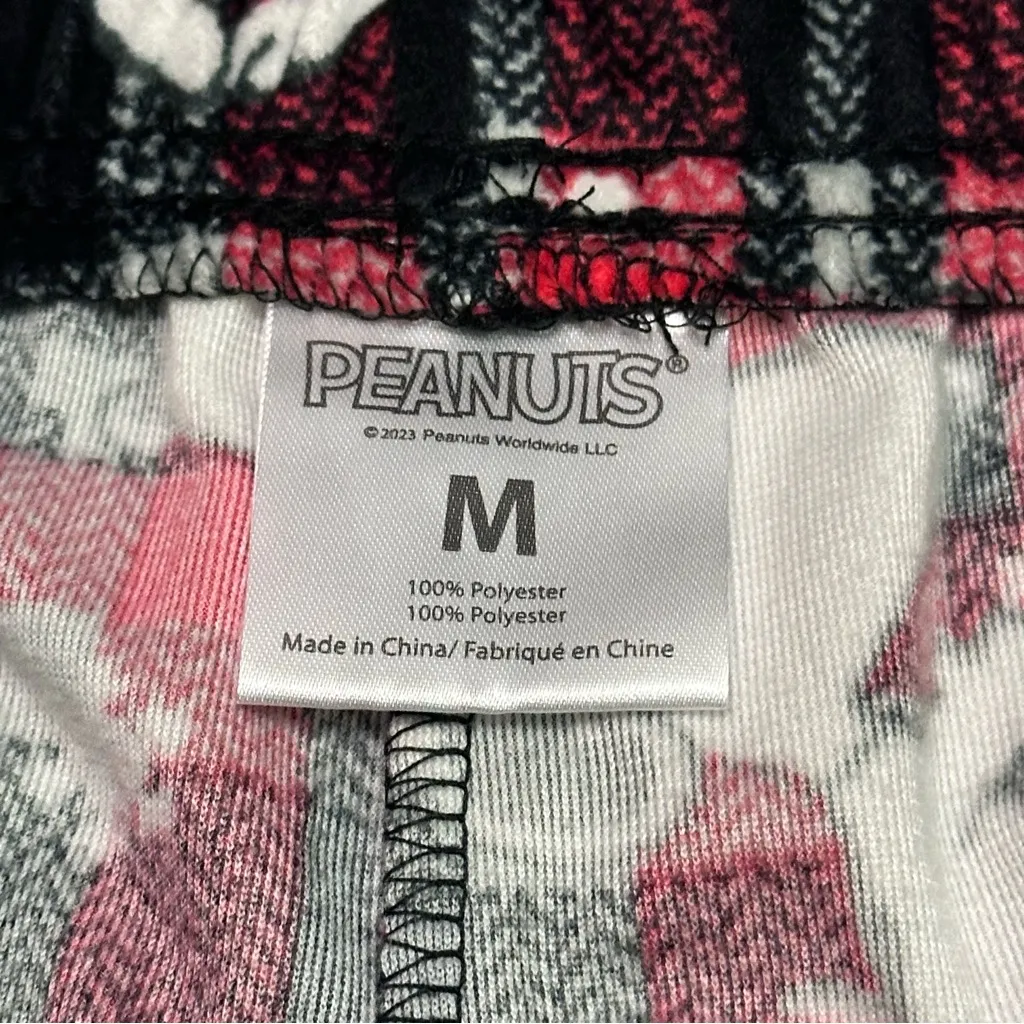 PEANUTS®
©2023 Peanuts Worldwide LLC
M
100% Polyester
100% Polyester
Made in China/ Fabriqué en Chine